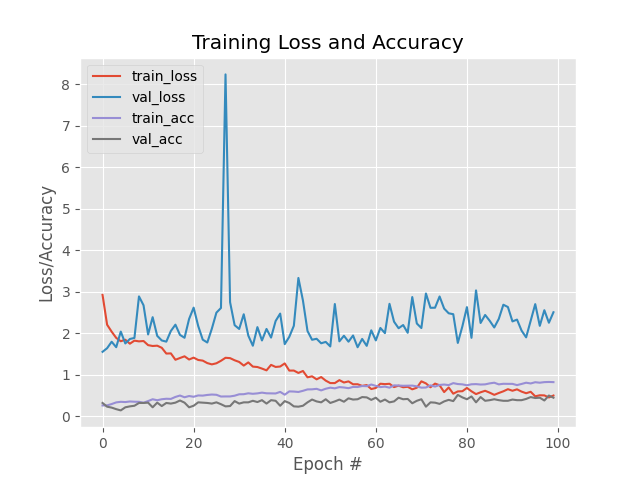 Training Loss and Accuracy
train_loss
val_loss
train_acc
val_acc
8
7
6
5
4
3
2
1
0
Loss/Accuracy
0 20 40 60 80 100
Epoch #